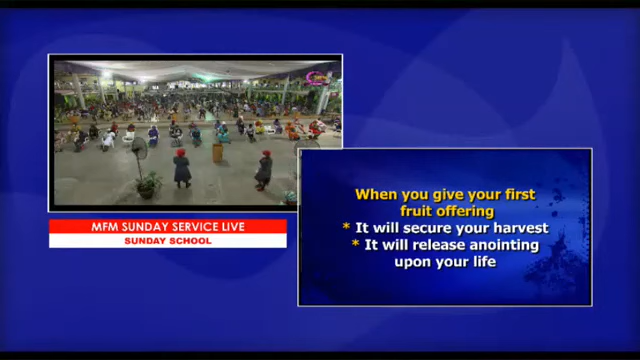 MFM SUNDAY SERVICE LIVE
SUNDAY SCHOOL
When you give your first
fruit offering
* It will secure your harvest
* It will release anointing
upon your life